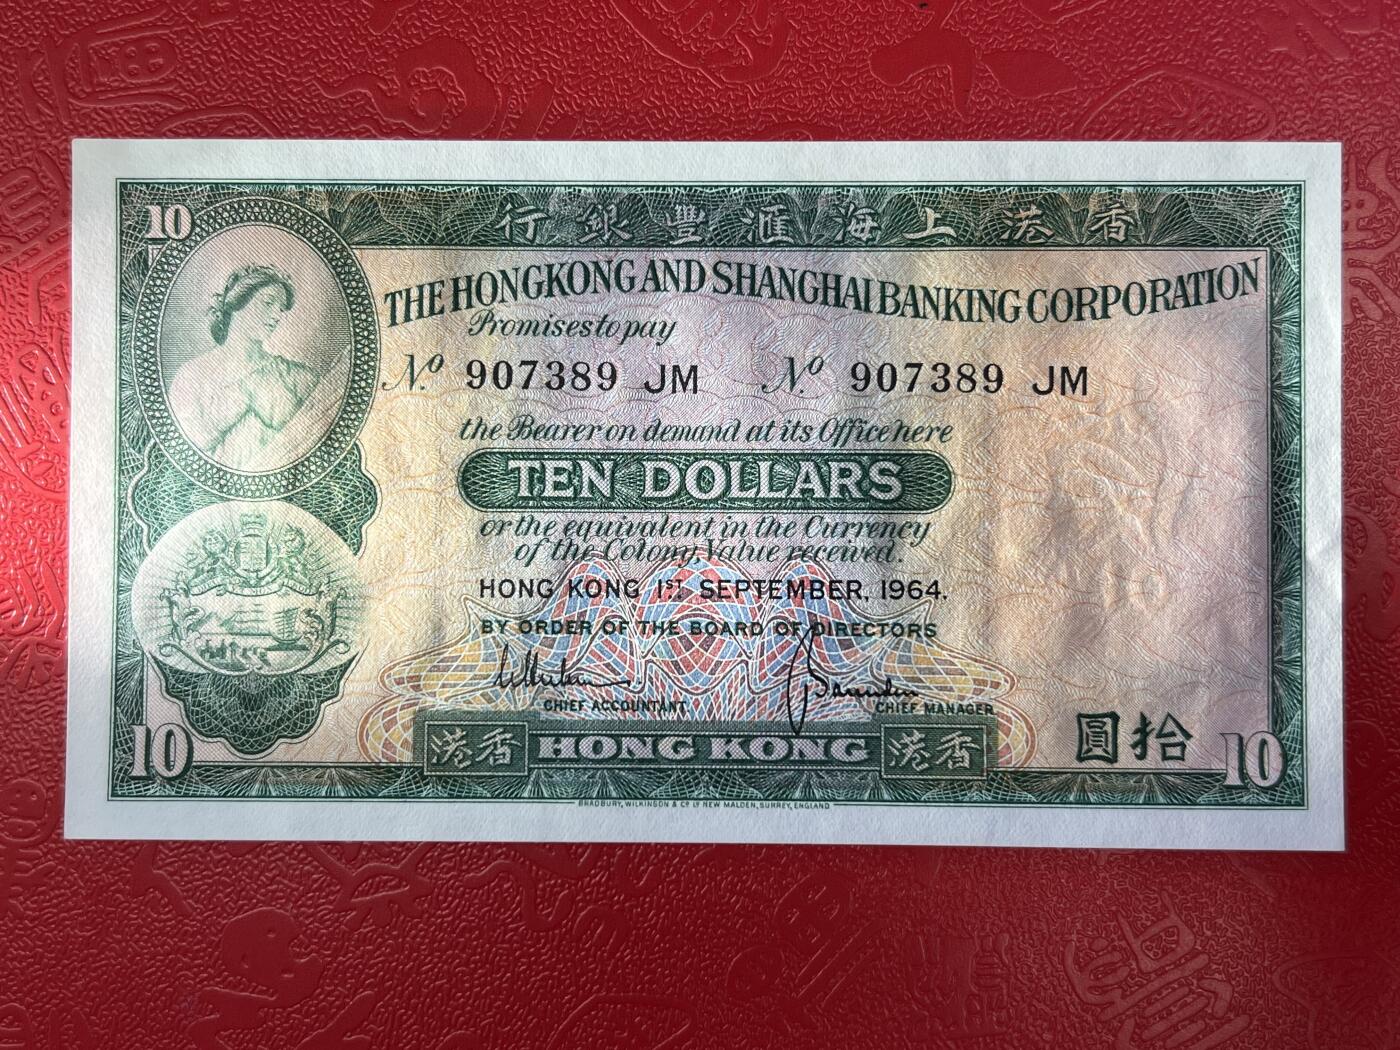 10
行銀豐滙海上港香
THE HONGKONG AND SHANGHAI BANKING CORPORATION
Promises to pay
Nº 907389 JM Nº 907389 JM
the Bearer on demand at its Office here
TEN DOLLARS
or the equivalent in the Currency
of the Colony, Value received.
HONG KONG 1ST. SEPTEMBER, 1964.
BY ORDER OF THE BOARD OF DIRECTORS
CHIEF ACCOUNTANT CHIEF MANAGER
圓拾
10 港香 HONG KONG 港香 10
BRADBURY, WILKINSON & Cº Lº NEW MALDEN, SURREY, ENGLAND